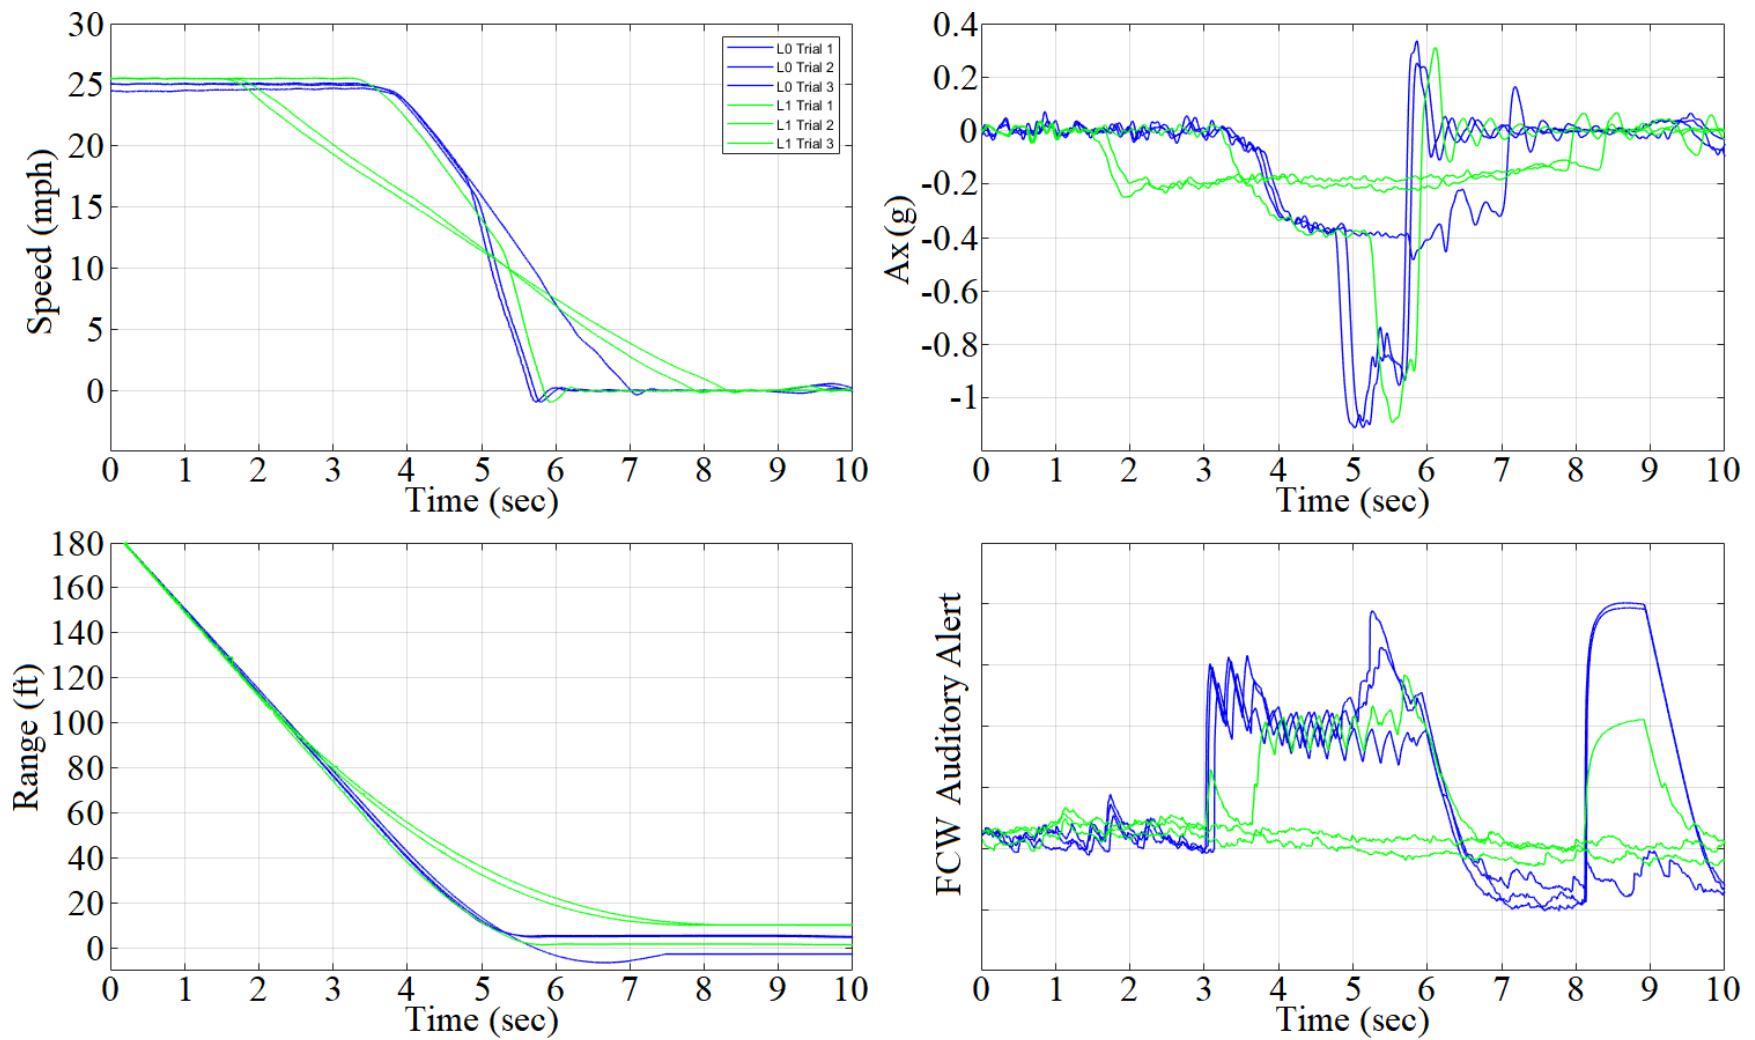 30
25
20
15
10
5
0
Speed (mph)
L0 Trial 1
L0 Trial 2
L0 Trial 3
L1 Trial 1
L1 Trial 2
L1 Trial 3
0 1 2 3 4 5 6 7 8 9 10
Time (sec)
0.4
0.2
0
-0.2
-0.4
-0.6
-0.8
-1
Ax (g)
0 1 2 3 4 5 6 7 8 9 10
Time (sec)
180
160
140
120
100
80
60
40
20
0
Range (ft)
0 1 2 3 4 5 6 7 8 9 10
Time (sec)
FCW Auditory Alert
0 1 2 3 4 5 6 7 8 9 10
Time (sec)